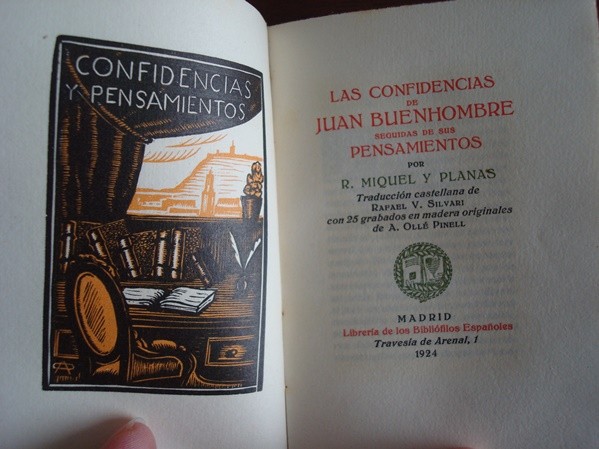 CONFIDENCIAS
Y PENSAMIENTOS
LAS CONFIDENCIAS
DE
JUAN BUENHOMBRE
SEGUIDAS DE SUS
PENSAMIENTOS
POR
R. MIQUEL Y PLANAS
Traducción castellana de
RAFAEL V. SILVARI
con 25 grabados en madera originales
de A. OLLÉ PINELL
MADRID
Librería de los Bibliófilos Españoles
Travesía de Arenal, 1
1924